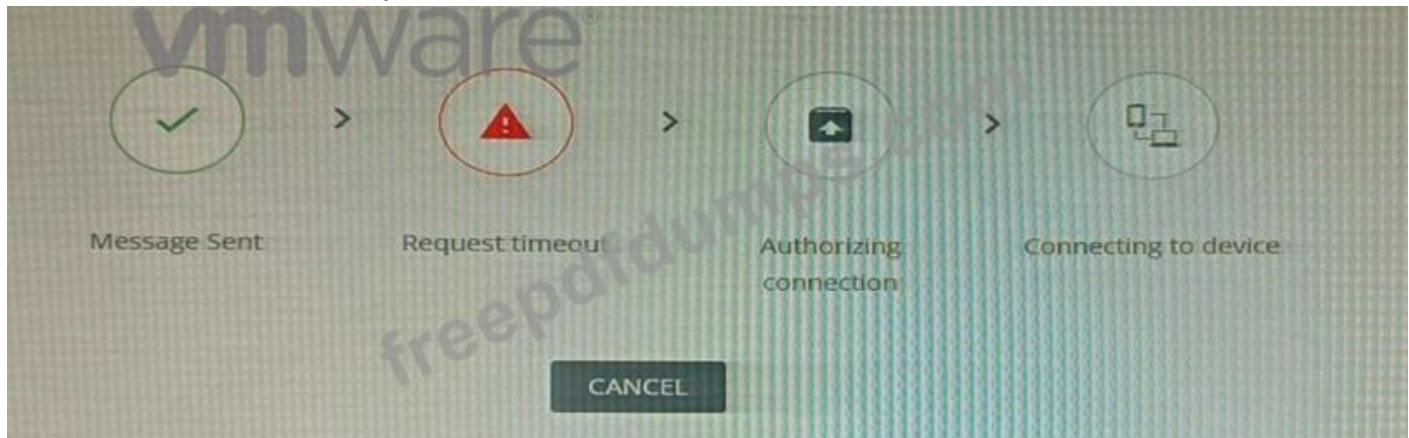 vmware®
Message Sent
Request timeout
Authorizing
connection
Connecting to device
CANCEL
freepdfdumps.com